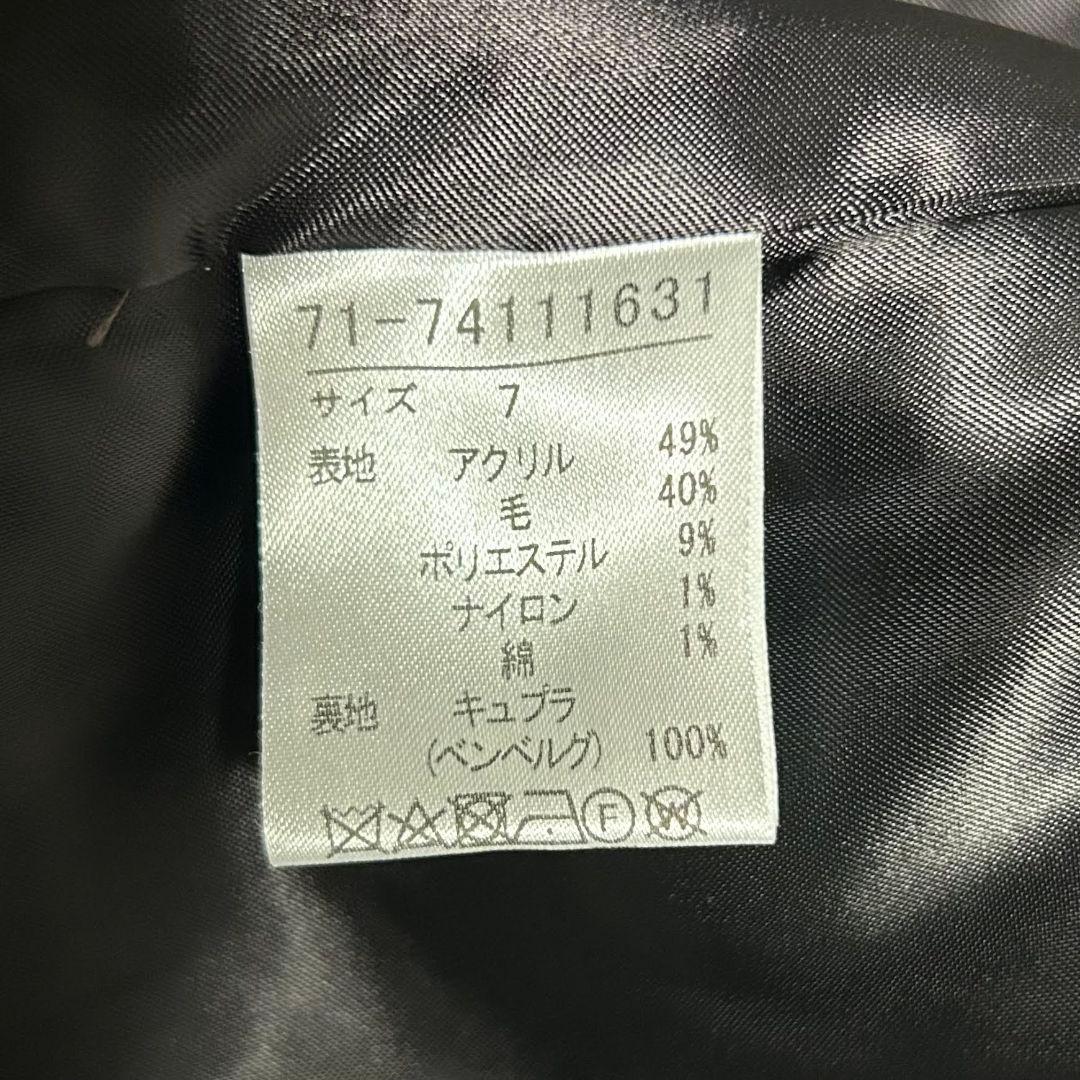 71-74111631
サイズ 7
表地 アクリル 49%
毛 40%
ポリエステル 9%
ナイロン 1%
綿 1%
裏地 キュプラ
(ベンベルグ) 100%
F W